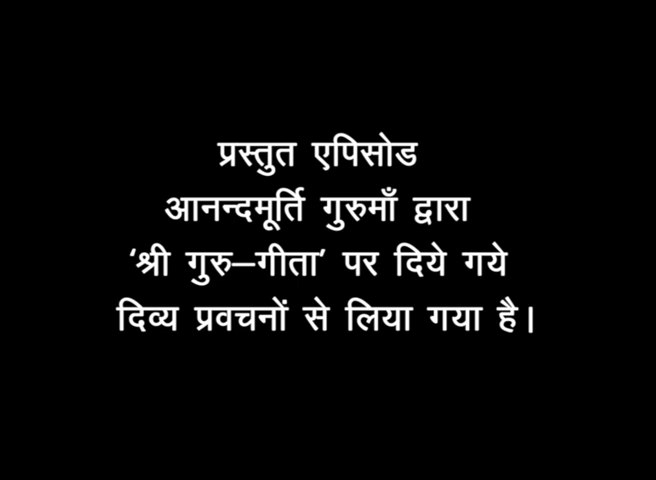 प्रस्तुत एपिसोड
आनन्दमूर्ति गुरुमाँ द्वारा
‘श्री गुरु–गीता’ पर दिये गये
दिव्य प्रवचनों से लिया गया है।